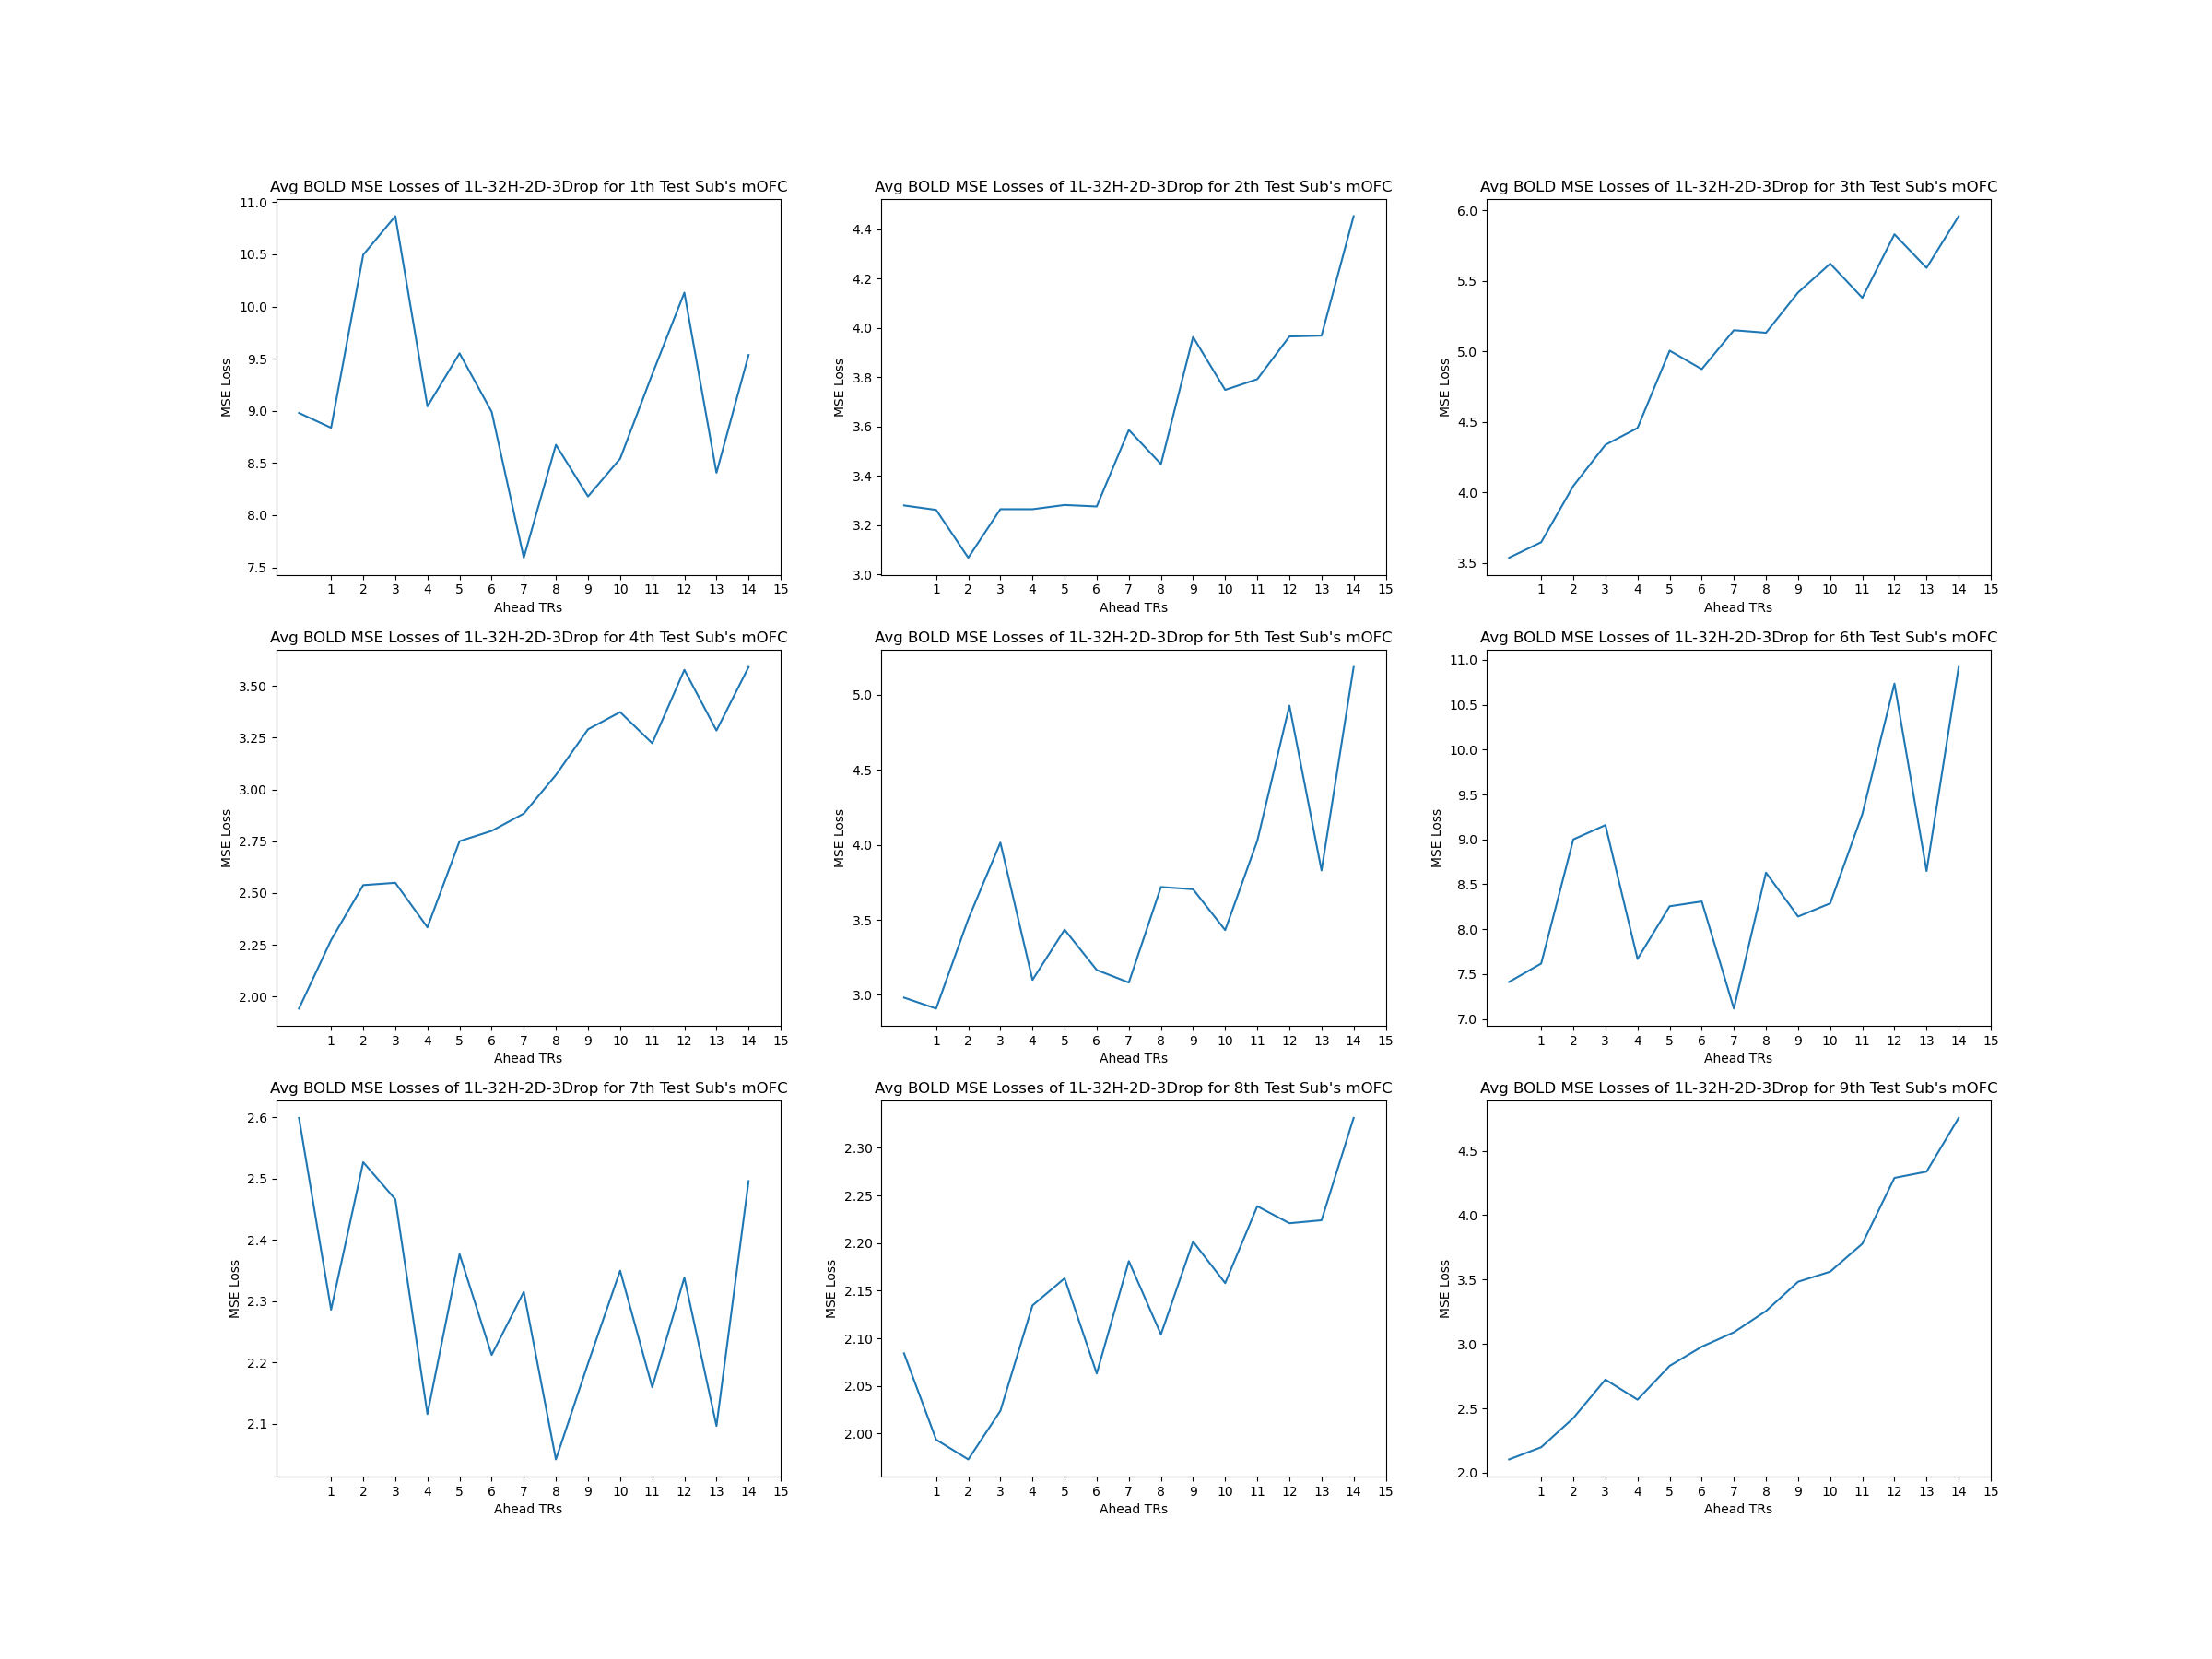 Avg BOLD MSE Losses of 1L-32H-2D-3Drop for 1th Test Sub's mOFC
11.0
10.5
10.0
9.5
9.0
8.5
8.0
7.5
MSE Loss
1 2 3 4 5 6 7 8 9 10 11 12 13 14 15
Ahead TRs
Avg BOLD MSE Losses of 1L-32H-2D-3Drop for 2th Test Sub's mOFC
4.4
4.2
4.0
3.8
3.6
3.4
3.2
3.0
MSE Loss
1 2 3 4 5 6 7 8 9 10 11 12 13 14 15
Ahead TRs
Avg BOLD MSE Losses of 1L-32H-2D-3Drop for 3th Test Sub's mOFC
6.0
5.5
5.0
4.5
4.0
3.5
MSE Loss
1 2 3 4 5 6 7 8 9 10 11 12 13 14 15
Ahead TRs
Avg BOLD MSE Losses of 1L-32H-2D-3Drop for 4th Test Sub's mOFC
3.50
3.25
3.00
2.75
2.50
2.25
2.00
MSE Loss
1 2 3 4 5 6 7 8 9 10 11 12 13 14 15
Ahead TRs
Avg BOLD MSE Losses of 1L-32H-2D-3Drop for 5th Test Sub's mOFC
5.0
4.5
4.0
3.5
3.0
MSE Loss
1 2 3 4 5 6 7 8 9 10 11 12 13 14 15
Ahead TRs
Avg BOLD MSE Losses of 1L-32H-2D-3Drop for 6th Test Sub's mOFC
11.0
10.5
10.0
9.5
9.0
8.5
8.0
7.5
7.0
MSE Loss
1 2 3 4 5 6 7 8 9 10 11 12 13 14 15
Ahead TRs
Avg BOLD MSE Losses of 1L-32H-2D-3Drop for 7th Test Sub's mOFC
2.6
2.5
2.4
2.3
2.2
2.1
MSE Loss
1 2 3 4 5 6 7 8 9 10 11 12 13 14 15
Ahead TRs
Avg BOLD MSE Losses of 1L-32H-2D-3Drop for 8th Test Sub's mOFC
2.30
2.25
2.20
2.15
2.10
2.05
2.00
MSE Loss
1 2 3 4 5 6 7 8 9 10 11 12 13 14 15
Ahead TRs
Avg BOLD MSE Losses of 1L-32H-2D-3Drop for 9th Test Sub's mOFC
4.5
4.0
3.5
3.0
2.5
2.0
MSE Loss
1 2 3 4 5 6 7 8 9 10 11 12 13 14 15
Ahead TRs